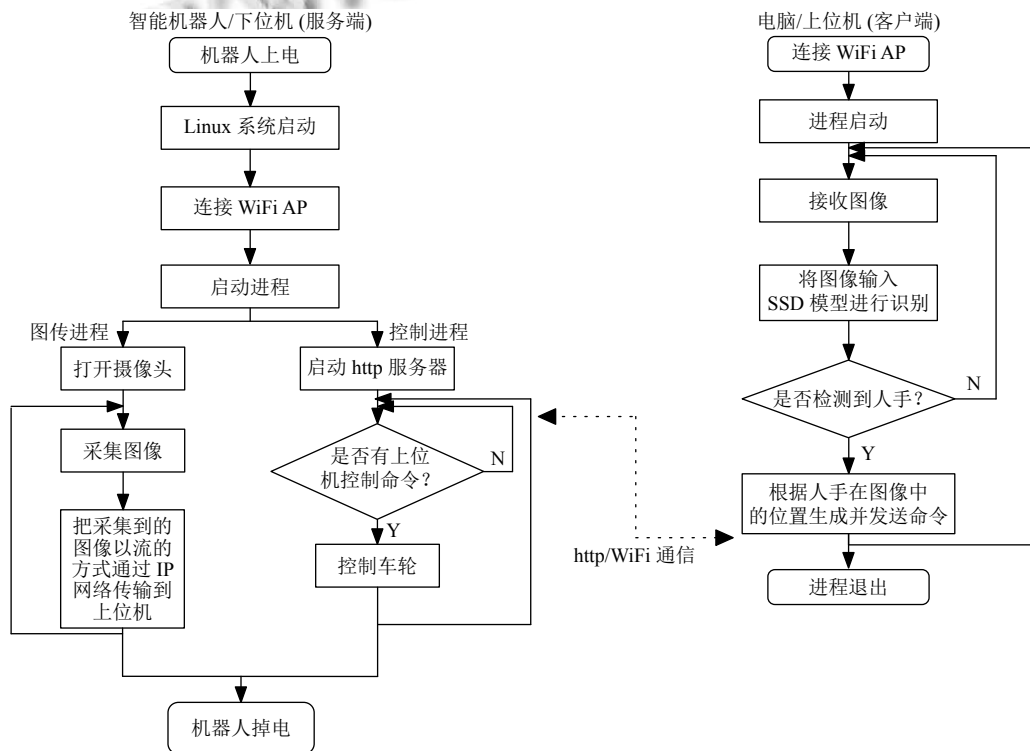 智能机器人/下位机 (服务端)
机器人上电
Linux 系统启动
连接 WiFi AP
启动进程
图传进程
控制进程
打开摄像头
采集图像
把采集到的
图像以流的
方式通过 IP
网络传输到
上位机
启动 http 服务器
是否有上位
机控制命令?
N
Y
控制车轮
机器人掉电
http/WiFi 通信
电脑/上位机 (客户端)
连接 WiFi AP
进程启动
接收图像
将图像输入
SSD 模型进行识别
是否检测到人手?
N
Y
根据人手在图像中
的位置生成并发送命令
进程退出